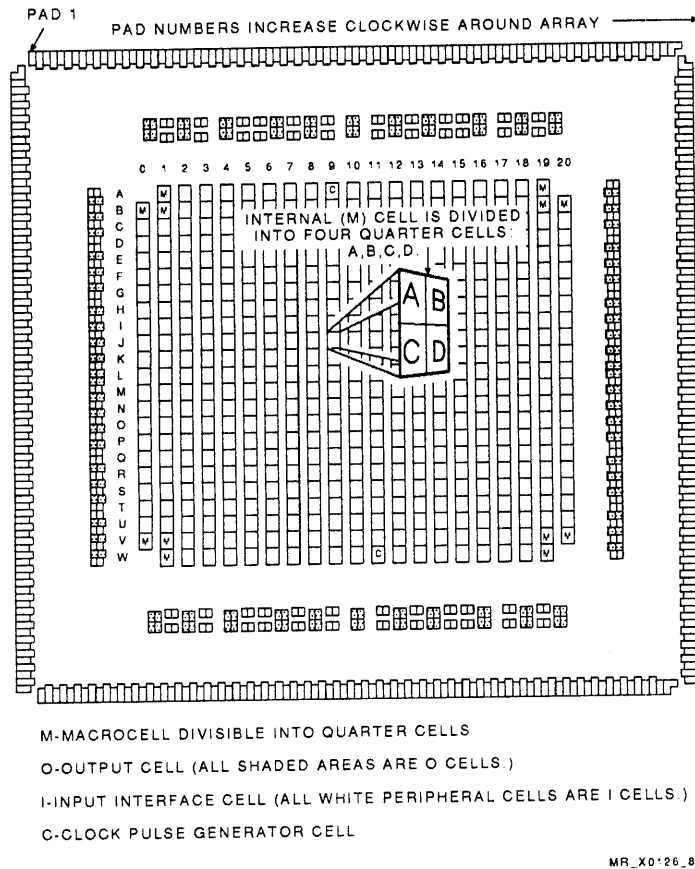 PAD 1
PAD NUMBERS INCREASE CLOCKWISE AROUND ARRAY
0 1 2 3 4 5 6 7 8 9 10 11 12 13 14 15 16 17 18 19 20
A M C M
B M M M M
INTERNAL (M) CELL IS DIVIDED
C
INTO FOUR QUARTER CELLS:
D
A,B,C,D.
E
F
G
A B
H
I
J
C D
K
L
M
N
O
P
Q
R
S
T
U
V M M M M
W M C M
M-MACROCELL DIVISIBLE INTO QUARTER CELLS
O-OUTPUT CELL (ALL SHADED AREAS ARE O CELLS.)
I-INPUT INTERFACE CELL (ALL WHITE PERIPHERAL CELLS ARE I CELLS.)
C-CLOCK PULSE GENERATOR CELL
MR_X0126_8